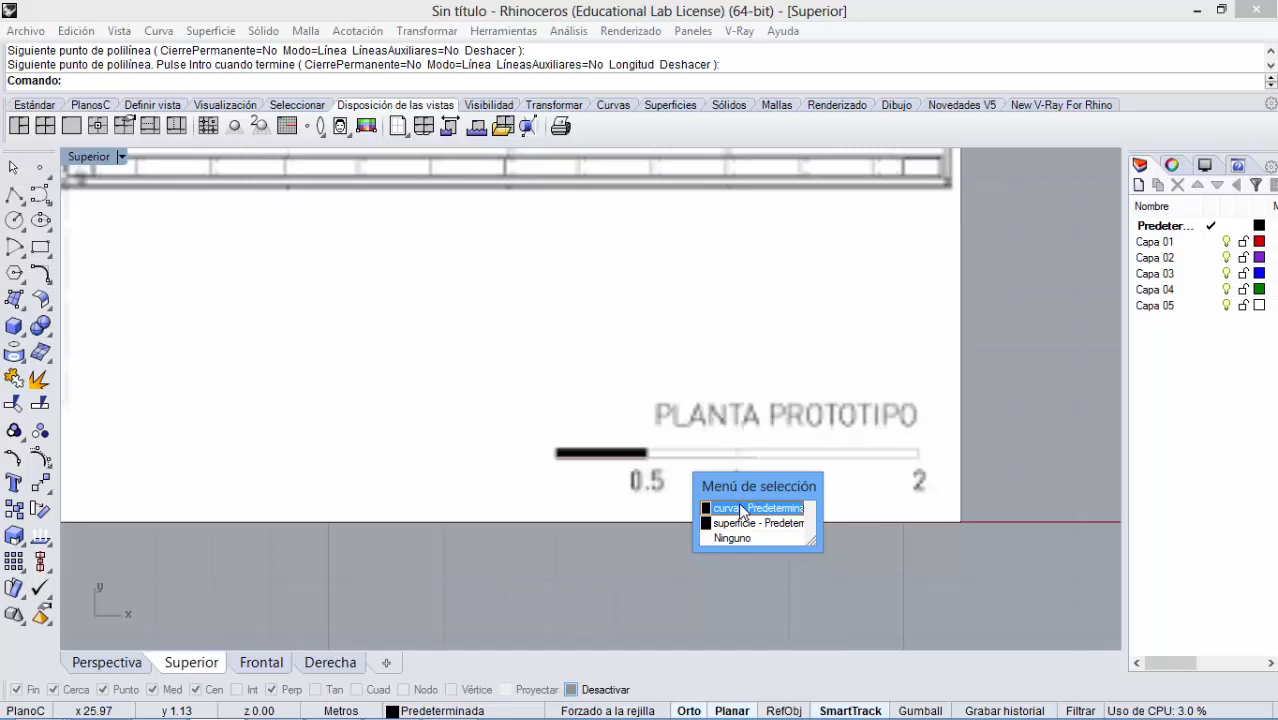 Sin título - Rhinoceros (Educational Lab License) (64-bit) - [Superior]
Archivo Edición Vista Curva Superficie Sólido Malla Acotación Transformar Herramientas Análisis Renderizado Paneles V-Ray Ayuda
Siguiente punto de polilínea ( CierrePermanente=No Modo=Línea LíneasAuxiliares=No Deshacer ):
Siguiente punto de polilínea. Pulse Intro cuando termine ( CierrePermanente=No Modo=Línea LíneasAuxiliares=No Longitud Deshacer ):
Comando:
Estándar PlanosC Definir vista Visualización Seleccionar Disposición de las vistas Visibilidad Transformar Curvas Superficies Sólidos Mallas Renderizado Dibujo Novedades V5 New V-Ray For Rhino
Superior
Nombre M
Predeter...
Capa 01
Capa 02
Capa 03
Capa 04
Capa 05
PLANTA PROTOTIPO
0.5 2
Menú de selección
curva - Predetermina
superficie - Predeterm
Ninguno
y
x
Perspectiva Superior Frontal Derecha
Fin Cerca Punto Med Cen Int Perp Tan Cuad Nodo Vértice Proyectar Desactivar
PlanoC x 25.97 y 1.13 z 0.00 Metros Predeterminada Forzado a la rejilla Orto Planar RefObj SmartTrack Gumball Grabar historial Filtrar Uso de CPU: 3.0 %